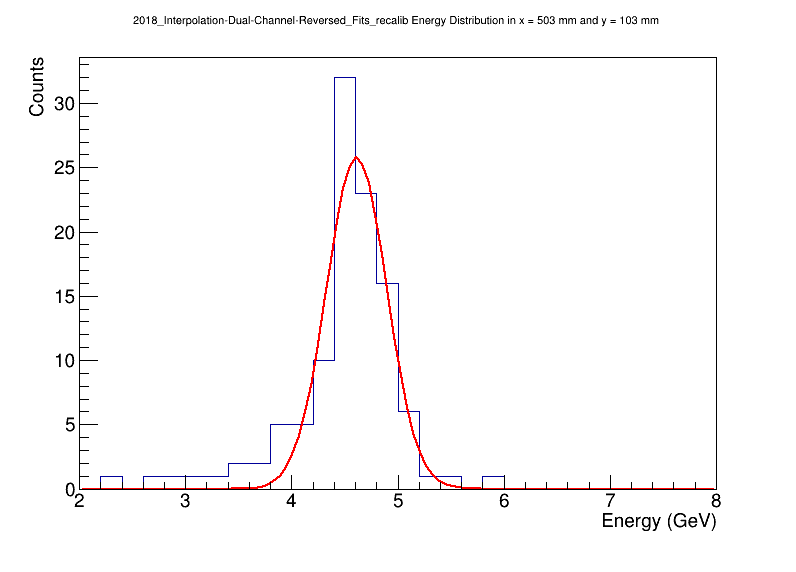 2018_Interpolation-Dual-Channel-Reversed_Fits_recalib Energy Distribution in x = 503 mm and y = 103 mm
Counts
30
25
20
15
10
5
0
2 3 4 5 6 7 8
Energy (GeV)